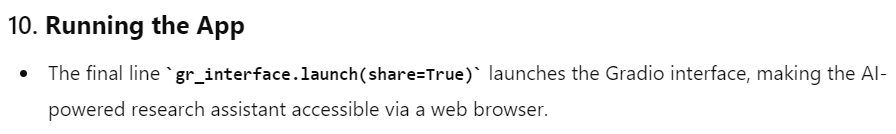 10. Running the App
• The final line `gr_interface.launch(share=True)` launches the Gradio interface, making the AI-
powered research assistant accessible via a web browser.